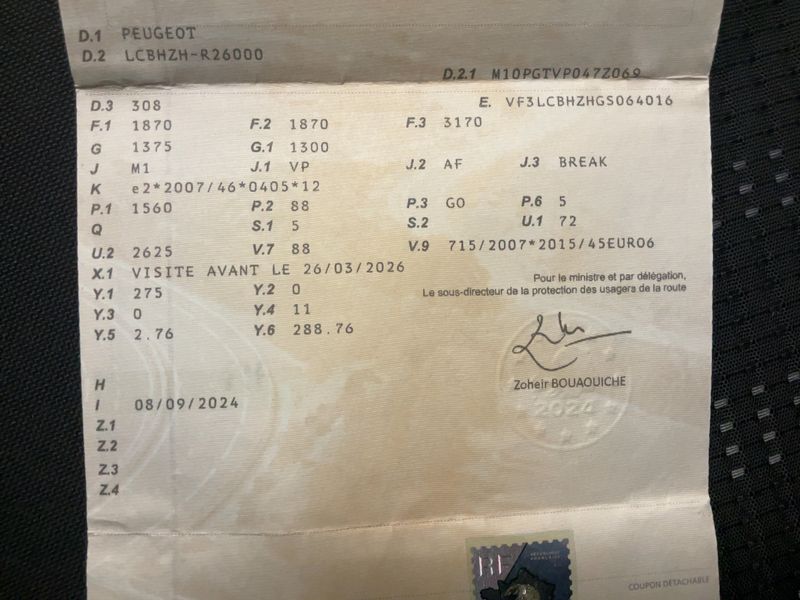 D.1 PEUGEOT
D.2 LCBHZH-R26000
D.2.1 M10PGTVP047Z069
D.3 308 E. VF3LCBHZHGS064016
F.1 1870 F.2 1870 F.3 3170
G 1375 G.1 1300
J M1 J.1 VP J.2 AF J.3 BREAK
K e2*2007/46*0405*12
P.1 1560 P.2 88 P.3 GO P.6 5
Q S.1 5 S.2 U.1 72
U.2 2625 V.7 88 V.9 715/2007*2015/45EURO6
X.1 VISITE AVANT LE 26/03/2026
Y.1 275 Y.2 0
Y.3 0 Y.4 11
Y.5 2.76 Y.6 288.76
Pour le ministre et par délégation,
Le sous-directeur de la protection des usagers de la route
Zoheir BOUAOUICHE
2024
H
I 08/09/2024
Z.1
Z.2
Z.3
Z.4
RF
RÉPUBLIQUE
FRANÇAISE
COUPON DÉTACHABLE